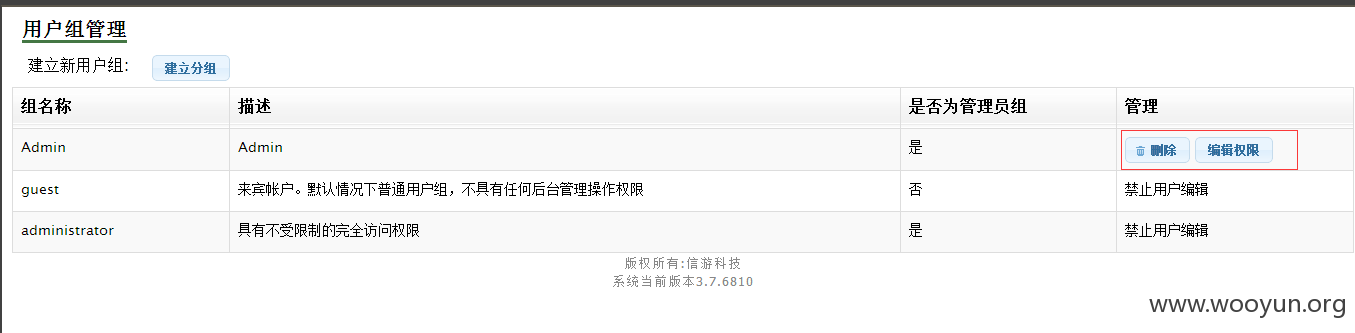 用户组管理
建立新用户组： 建立分组
组名称 描述 是否为管理员组 管理
Admin Admin 是 删除 编辑权限
guest 来宾帐户。默认情况下普通用户组，不具有任何后台管理操作权限 否 禁止用户编辑
administrator 具有不受限制的完全访问权限 是 禁止用户编辑
版权所有:信游科技
系统当前版本3.7.6810
www.wooyun.org